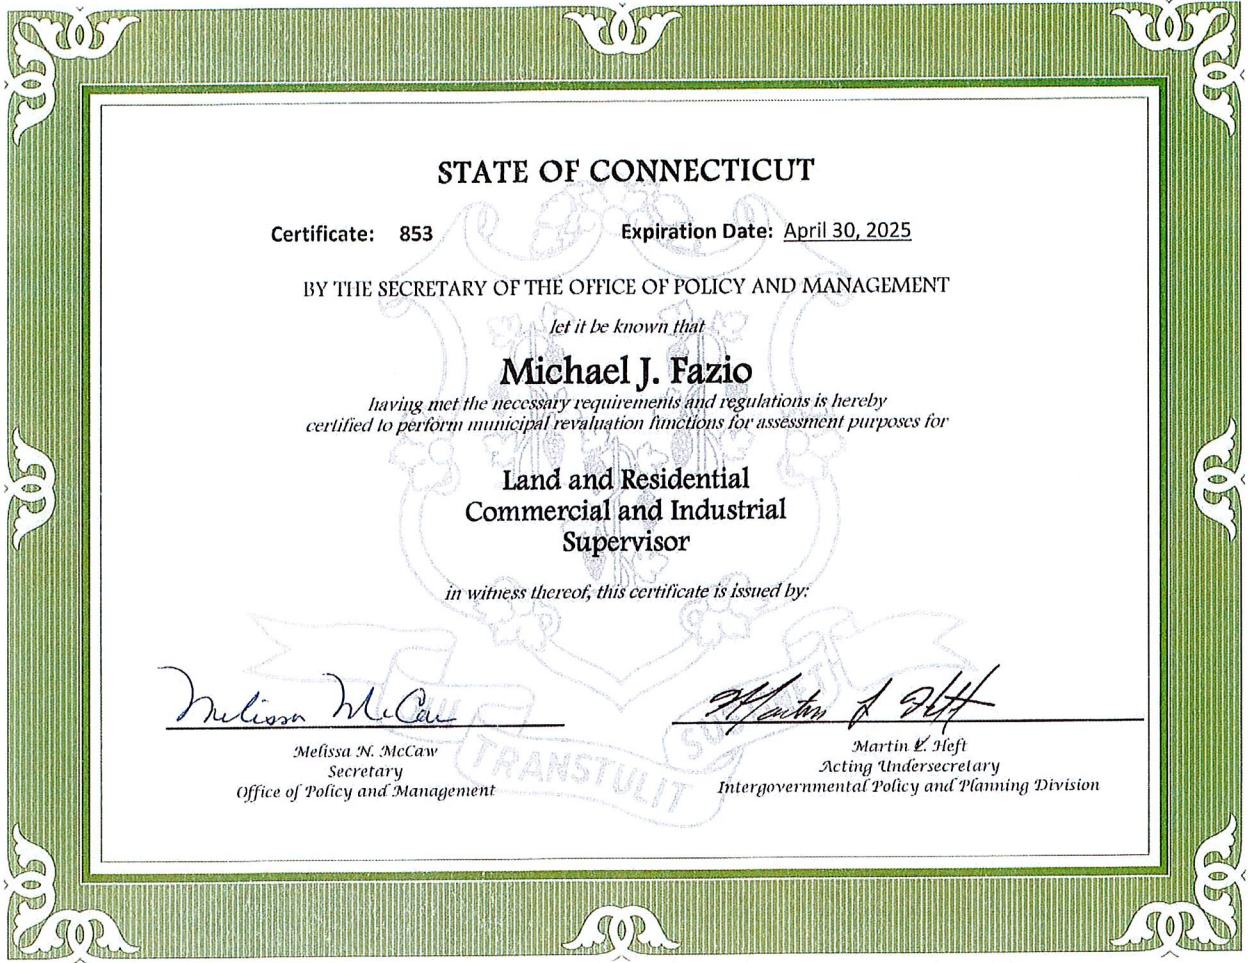 STATE OF CONNECTICUT
Certificate: 853 Expiration Date: April 30, 2025
BY THE SECRETARY OF THE OFFICE OF POLICY AND MANAGEMENT
let it be known that
Michael J. Fazio
having met the necessary requirements and regulations is hereby
certified to perform municipal revaluation functions for assessment purposes for
Land and Residential
Commercial and Industrial
Supervisor
in witness thereof, this certificate is issued by:
Melissa McCaw
Martin L Heft
Melissa N. McCaw
Secretary
Office of Policy and Management
Martin L. Heft
Acting Undersecretary
Intergovernmental Policy and Planning Division
QUI TRANSTULIT SUSTINET